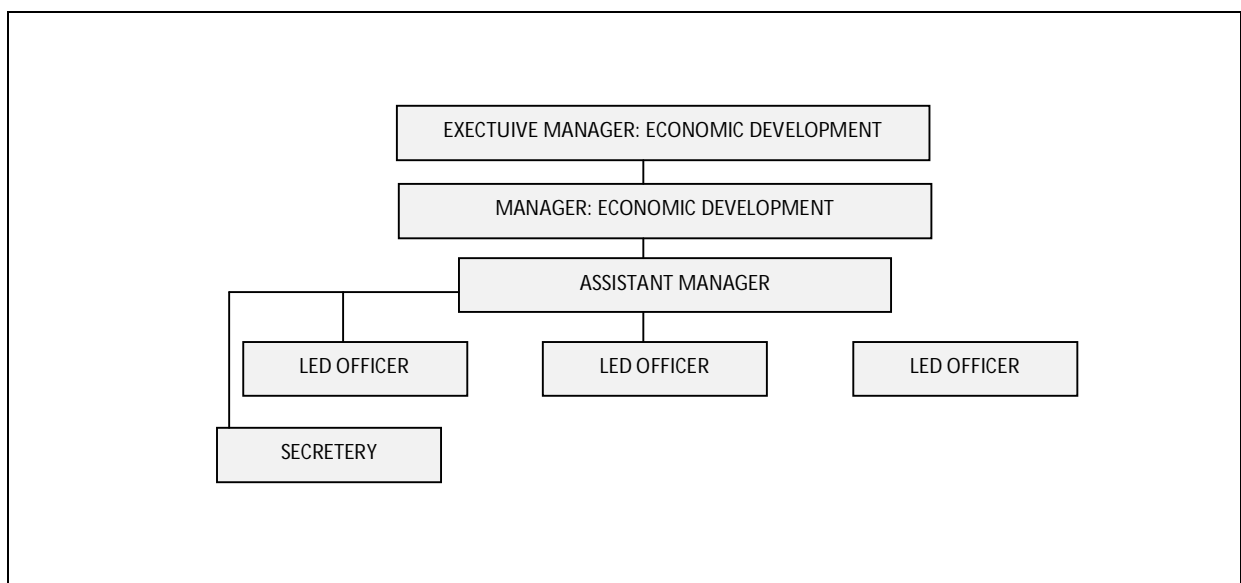 EXECTUIVE MANAGER: ECONOMIC DEVELOPMENT
MANAGER: ECONOMIC DEVELOPMENT
ASSISTANT MANAGER
LED OFFICER
LED OFFICER
LED OFFICER
SECRETERY